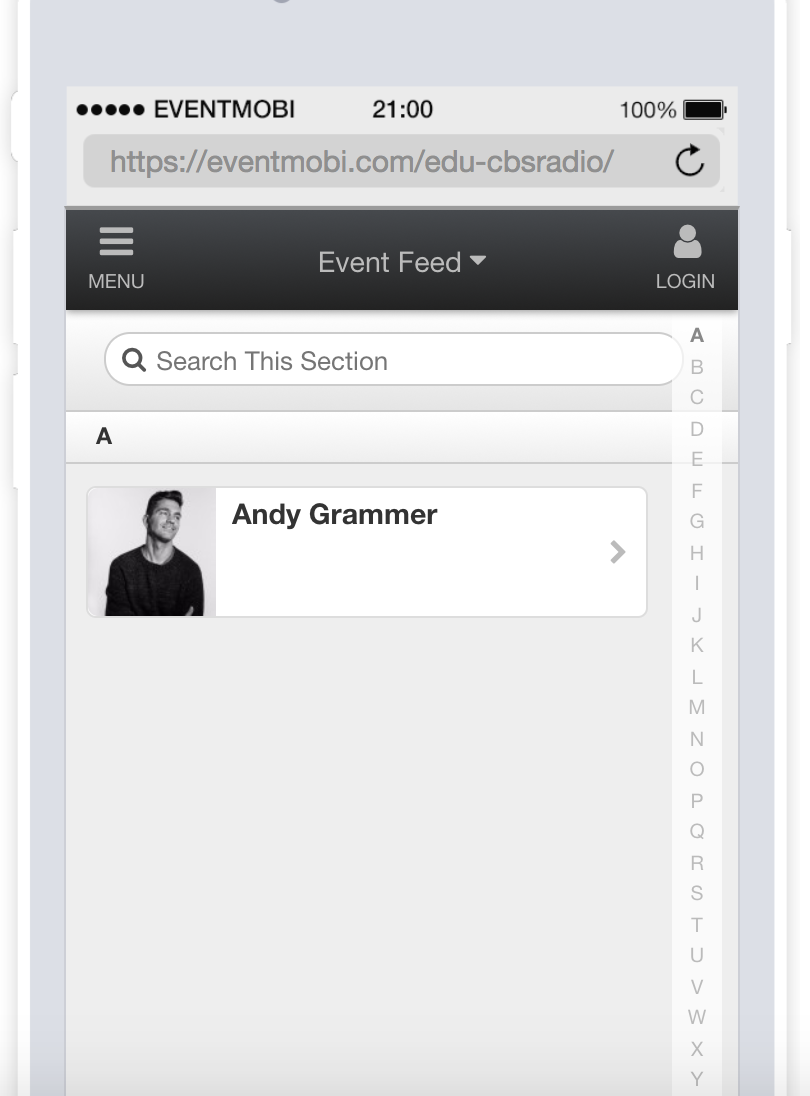 EVENTMOBI 21:00 100%
https://eventmobi.com/edu-cbsradio/
MENU Event Feed LOGIN
Search This Section
A
Andy Grammer
A
B
C
D
E
F
G
H
I
J
K
L
M
N
O
P
Q
R
S
T
U
V
W
X
Y